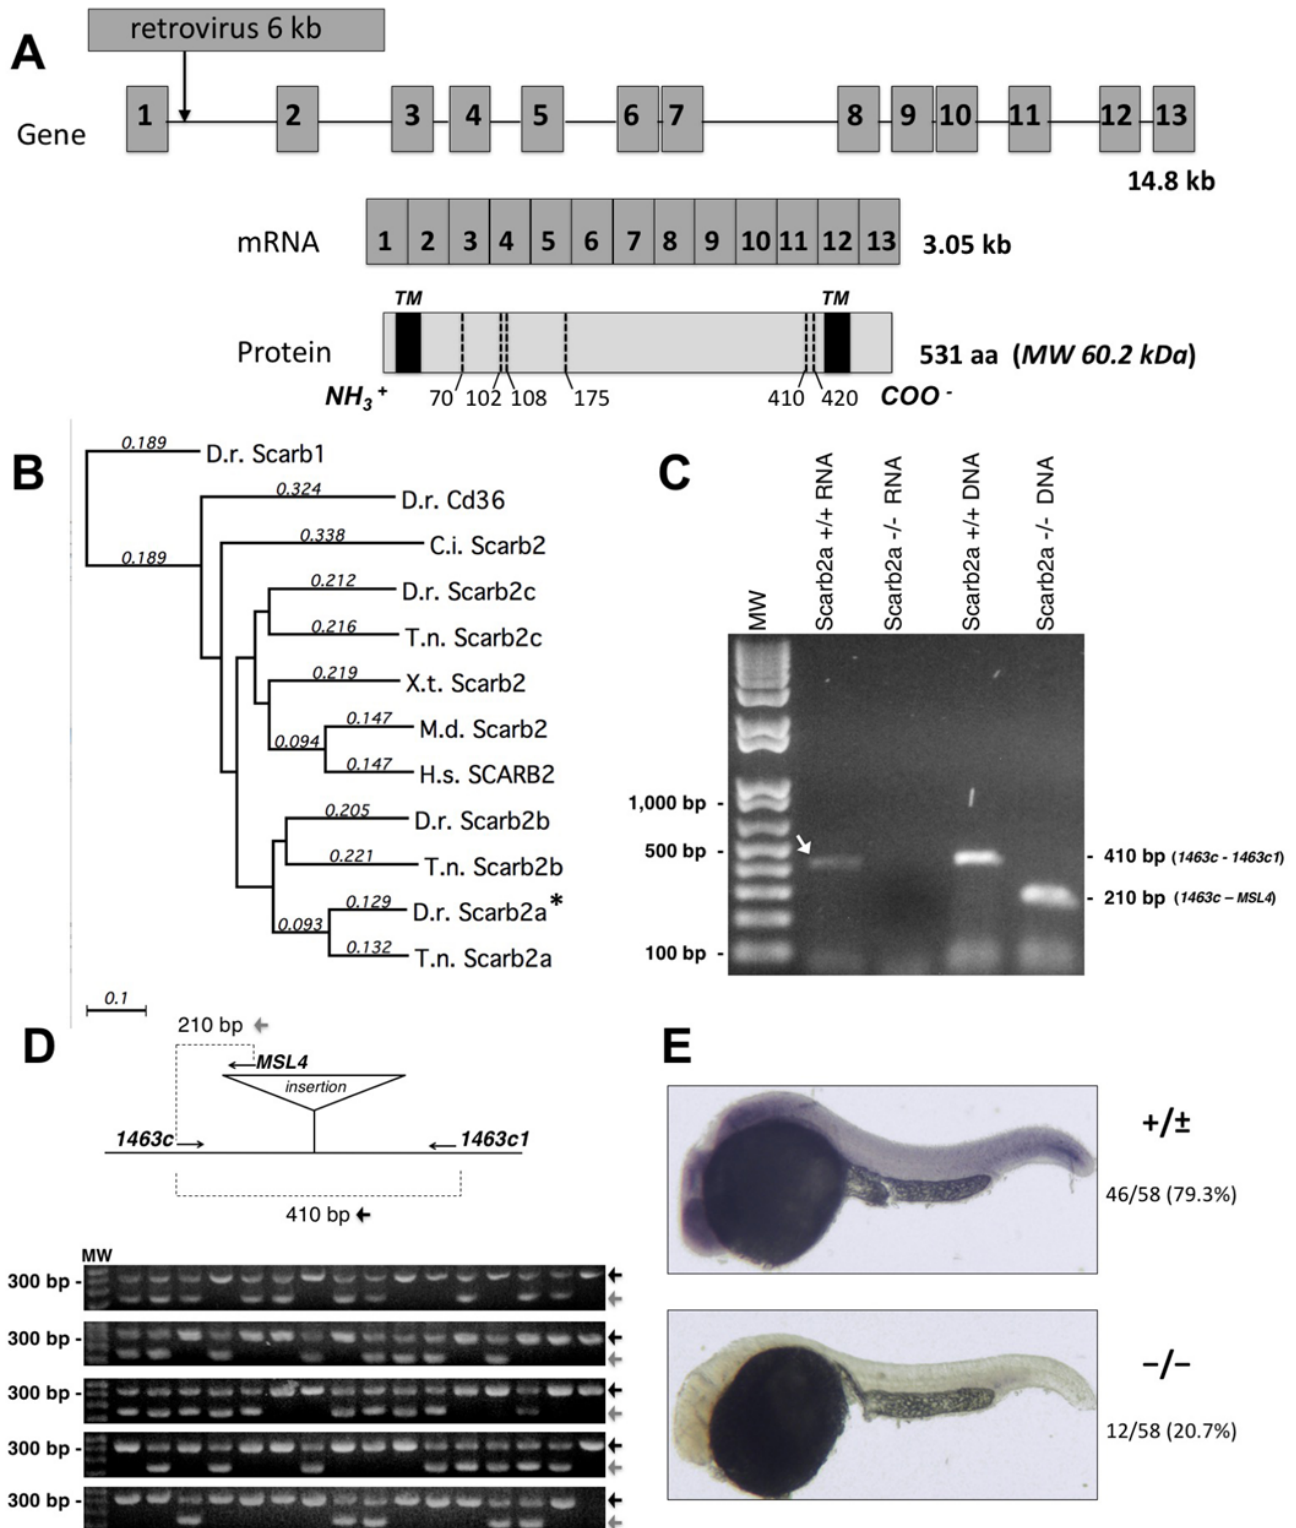 A
retrovirus 6 kb
Gene
1 2 3 4 5 6 7 8 9 10 11 12 13
14.8 kb
mRNA
1 2 3 4 5 6 7 8 9 10 11 12 13
3.05 kb
TM TM
Protein
531 aa (MW 60.2 kDa)
NH3+ 70 102 108 175 410 420 COO-
B
0.189 D.r. Scarb1
0.324 D.r. Cd36
0.338 C.i. Scarb2
0.189
0.212 D.r. Scarb2c
0.216 T.n. Scarb2c
0.219 X.t. Scarb2
0.147 M.d. Scarb2
0.094
0.147 H.s. SCARB2
0.205 D.r. Scarb2b
0.221 T.n. Scarb2b
0.129 D.r. Scarb2a*
0.093
0.132 T.n. Scarb2a
0.1
C
MW
Scarb2a +/+ RNA
Scarb2a -/- RNA
Scarb2a +/+ DNA
Scarb2a -/- DNA
1,000 bp -
500 bp -
100 bp -
- 410 bp (1463c - 1463c1)
- 210 bp (1463c – MSL4)
D
210 bp
MSL4
insertion
1463c 1463c1
410 bp
MW
300 bp -
300 bp -
300 bp -
300 bp -
300 bp -
E
+/±
46/58 (79.3%)
−/−
12/58 (20.7%)